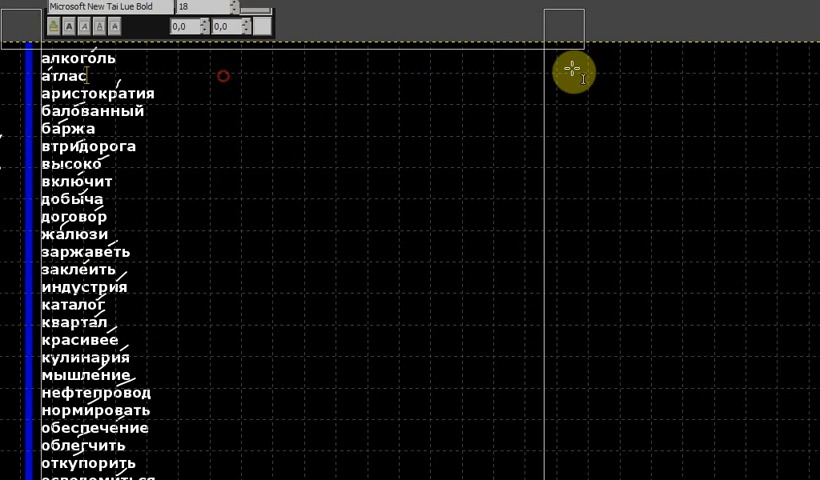 Microsoft New Tai Lue Bold 18
A A A A 0,0 0,0
алкоголь
атлас
аристократия
балованный
баржа
втридорога
высоко
включит
добыча
договор
жалюзи
заржаветь
заклеить
индустрия
каталог
квартал
красивее
кулинария
мышление
нефтепровод
нормировать
обеспечение
облегчить
откупорить